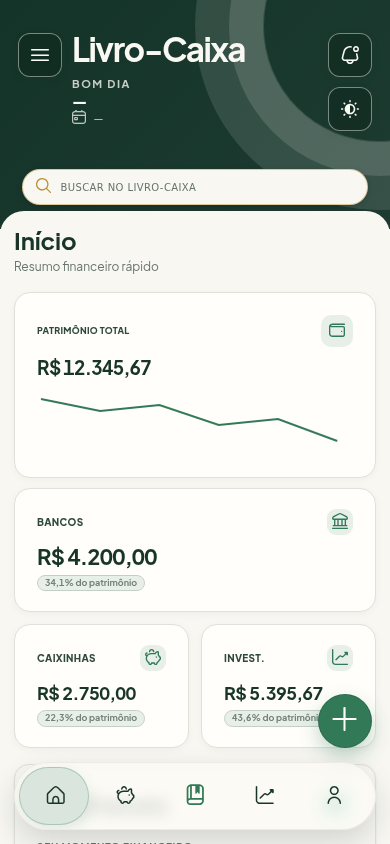 Livro-Caixa
BOM DIA
—
—
BUSCAR NO LIVRO-CAIXA
Início
Resumo financeiro rápido
PATRIMÔNIO TOTAL
R$ 12.345,67
BANCOS
R$ 4.200,00
34,1% do patrimônio
CAIXINHAS
R$ 2.750,00
22,3% do patrimônio
INVEST.
R$ 5.395,67
43,6% do patrimôni